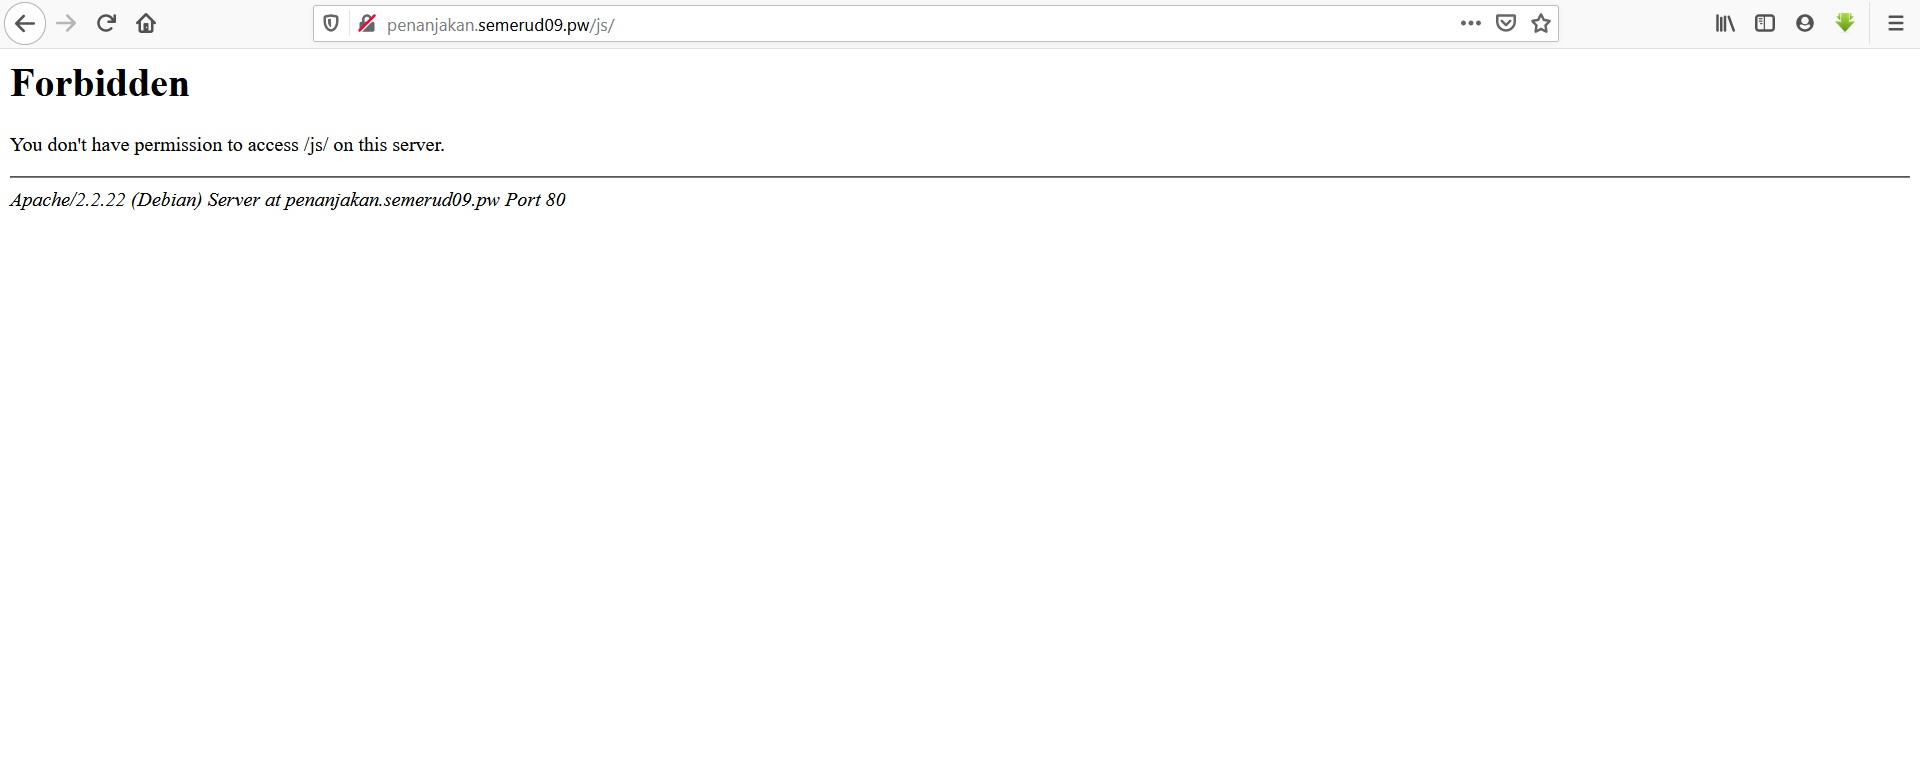 penanjakan.semerud09.pw/js/
Forbidden
You don't have permission to access /js/ on this server.
Apache/2.2.22 (Debian) Server at penanjakan.semerud09.pw Port 80